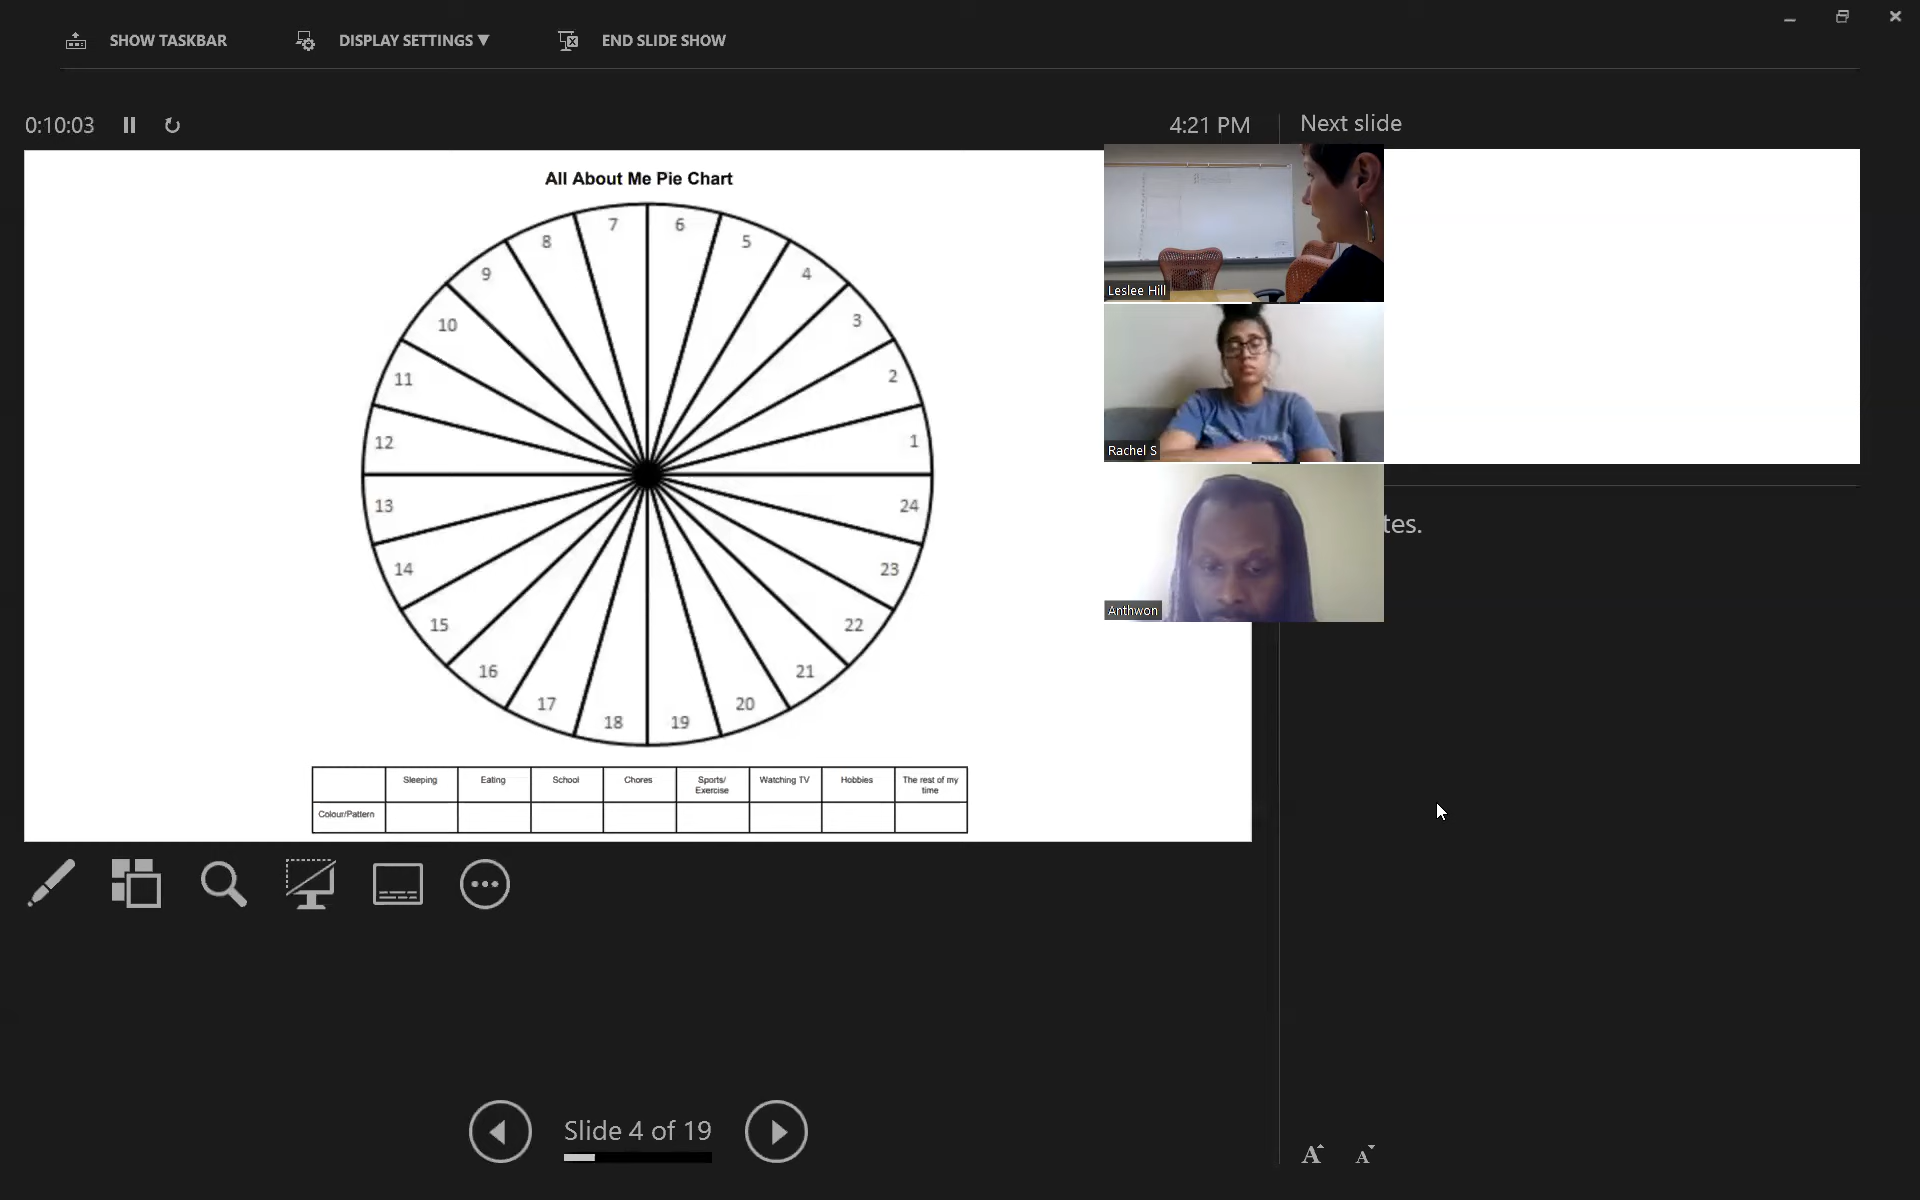 SHOW TASKBAR
DISPLAY SETTINGS ▼
END SLIDE SHOW
0:10:03
4:21 PM
Next slide
All About Me Pie Chart
7
6
8
5
9
4
10
3
11
2
12
1
13
24
14
23
15
22
16
21
17
20
18
19
Sleeping Eating School Chores Sports/ Exercise Watching TV Hobbies The rest of my time
Colour/Pattern
Leslee Hill
Rachel S
Anthwon
tes.
Slide 4 of 19
A A